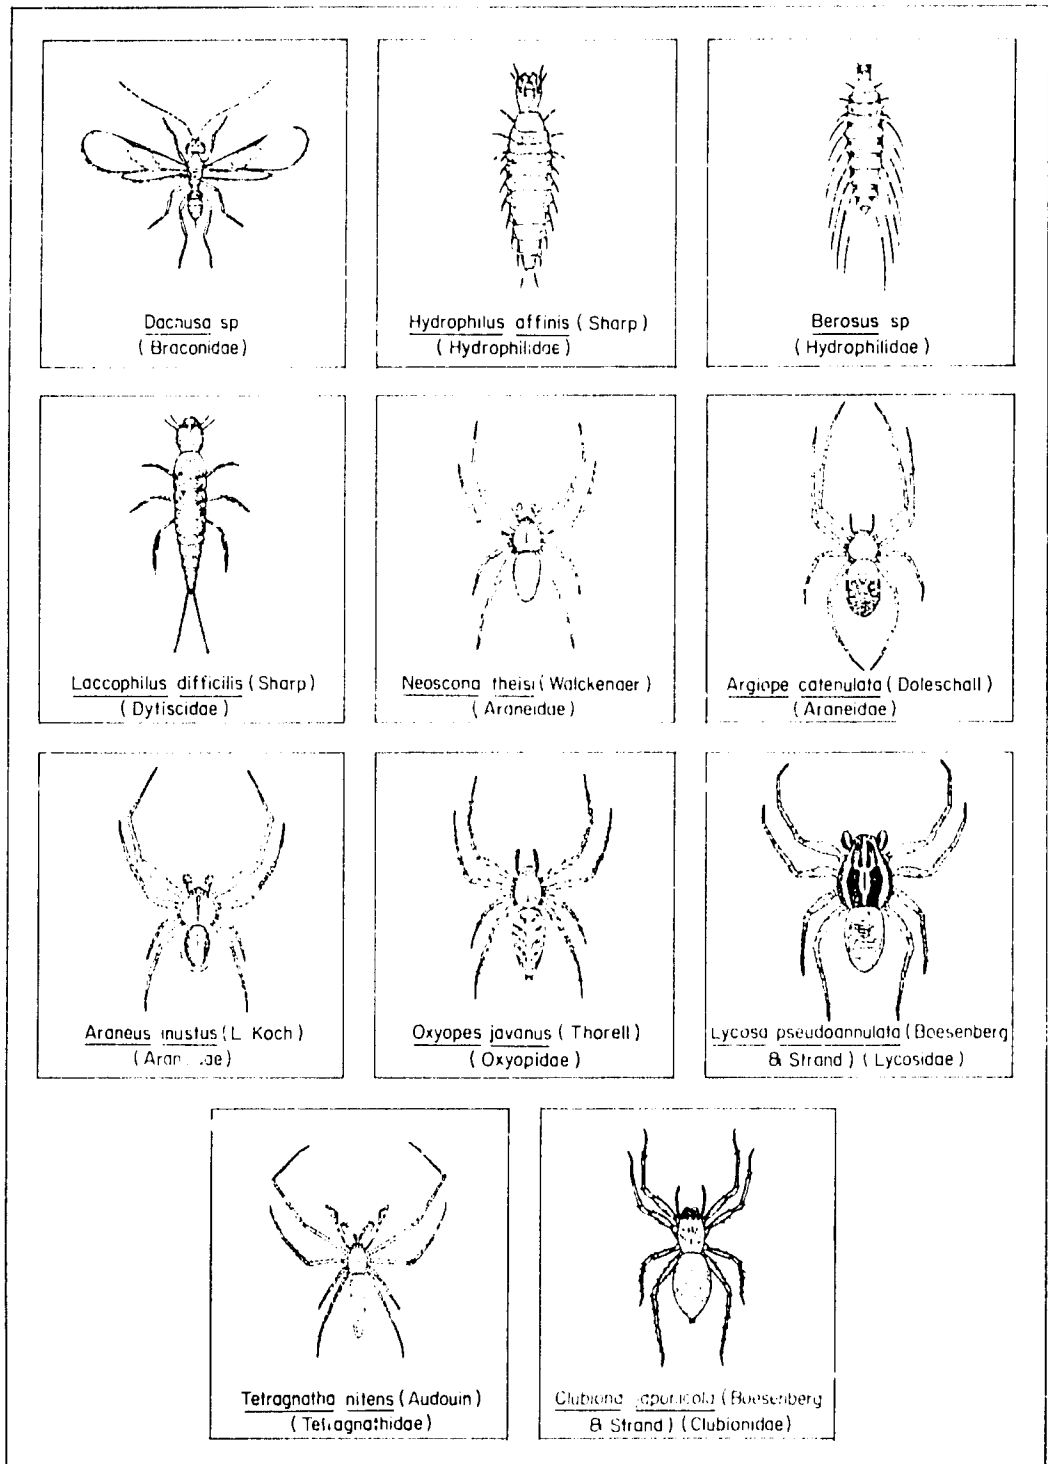 Dacnusa sp
(Braconidae)
Hydrophilus affinis (Sharp)
(Hydrophilidae)
Berosus sp
(Hydrophilidae)
Laccophilus difficilis (Sharp)
(Dytiscidae)
Neoscona theisi (Walckenaer)
(Araneidae)
Argiope catenulata (Doleschall)
(Araneidae)
Araneus inustus (L Koch)
Oxyopes javanus (Thorell)
(Oxyopidae)
Lycosa pseudoannulata (Boesenberg
& Strand) (Lycosidae)
Tetragnatha nitens (Audouin)
(Tetragnathidae)
Clubiona japonicola (Boesenberg
& Strand) (Clubionidae)